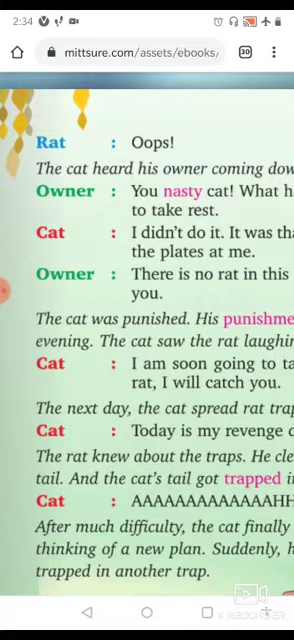 2:34
mittsure.com/assets/ebooks/
30
Rat : Oops!
The cat heard his owner coming dow
Owner : You nasty cat! What h
to take rest.
Cat : I didn't do it. It was tha
the plates at me.
Owner : There is no rat in this
you.
The cat was punished. His punishme
evening. The cat saw the rat laughin
Cat : I am soon going to ta
rat, I will catch you.
The next day, the cat spread rat trap
Cat : Today is my revenge d
The rat knew about the traps. He cle
tail. And the cat's tail got trapped i
Cat : AAAAAAAAAAAAAHH
After much difficulty, the cat finally
thinking of a new plan. Suddenly, h
trapped in another trap.
V RECORDER